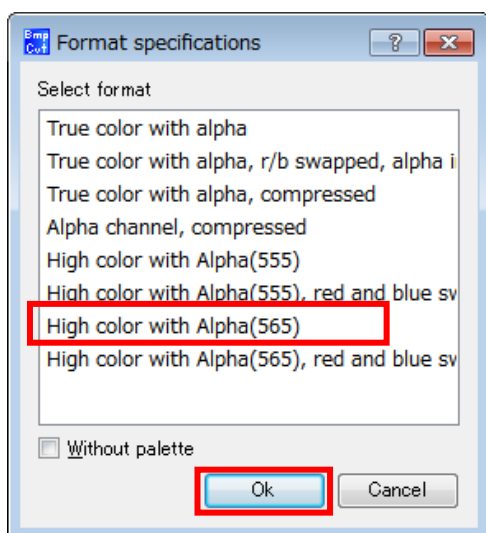 Bmp
Cvt
Format specifications
Select format
True color with alpha
True color with alpha, r/b swapped, alpha i
True color with alpha, compressed
Alpha channel, compressed
High color with Alpha(555)
High color with Alpha(555), red and blue sw
High color with Alpha(565)
High color with Alpha(565), red and blue sw
Without palette
Ok
Cancel